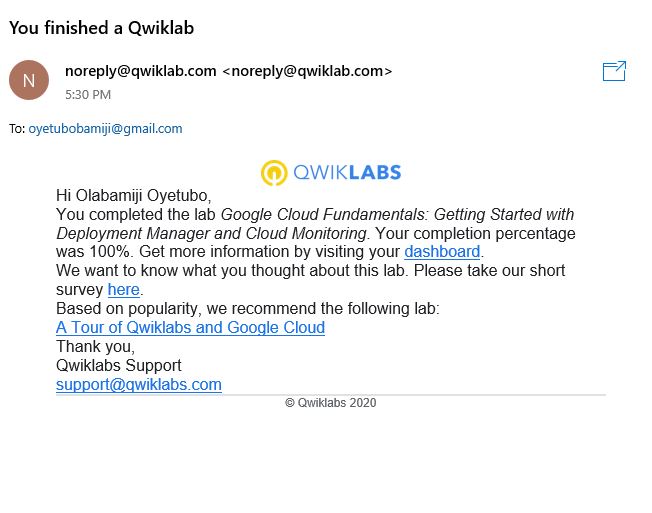 You finished a Qwiklab
N
noreply@qwiklab.com <noreply@qwiklab.com>
5:30 PM
To: oyetubobamiji@gmail.com
QWIKLABS
Hi Olabamiji Oyetubo,
You completed the lab Google Cloud Fundamentals: Getting Started with
Deployment Manager and Cloud Monitoring. Your completion percentage
was 100%. Get more information by visiting your dashboard.
We want to know what you thought about this lab. Please take our short
survey here.
Based on popularity, we recommend the following lab:
A Tour of Qwiklabs and Google Cloud
Thank you,
Qwiklabs Support
support@qwiklabs.com
© Qwiklabs 2020